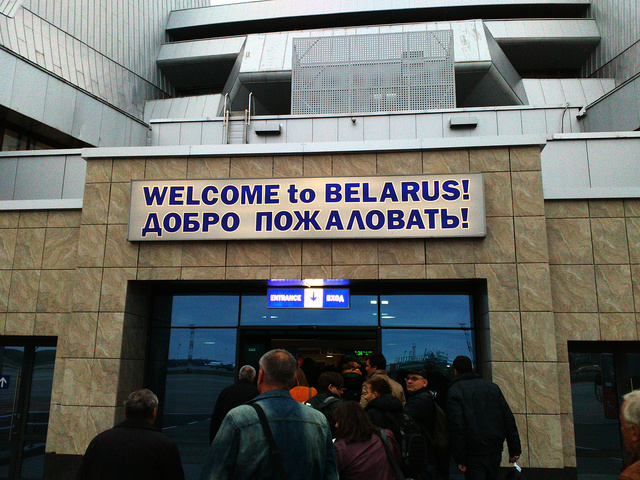 WELCOME to BELARUS!
ДОБРО ПОЖАЛОВАТЬ!
ENTRANCE ↓ ВХОД